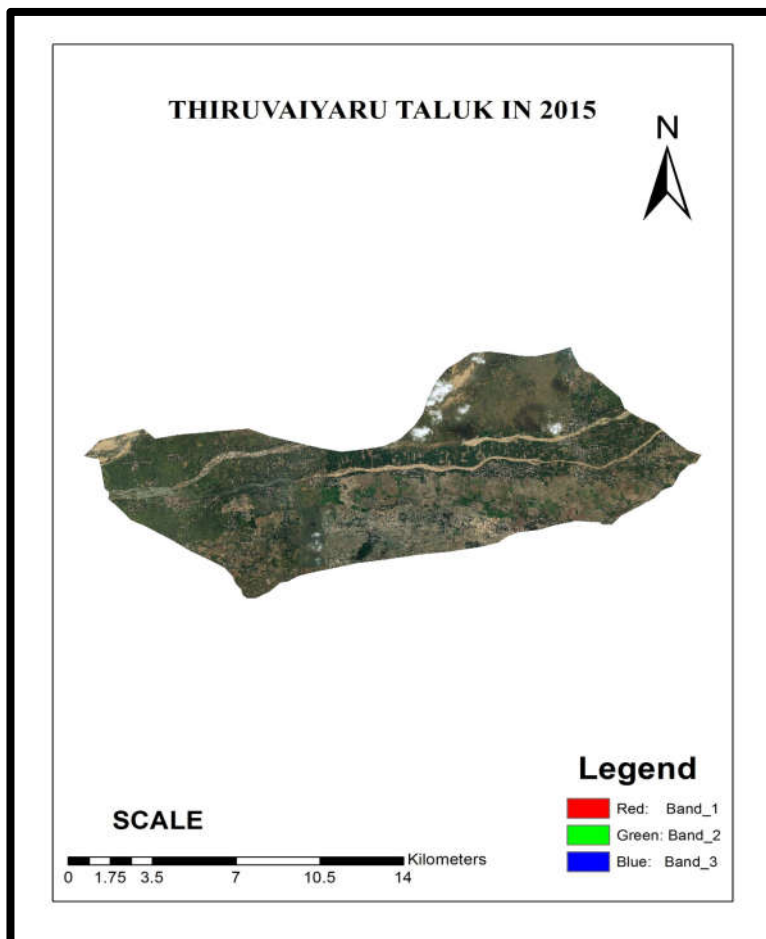 THIRUVAIYARU TALUK IN 2015
N
Legend
Red: Band_1
Green: Band_2
Blue: Band_3
SCALE
Kilometers
0 1.75 3.5 7 10.5 14